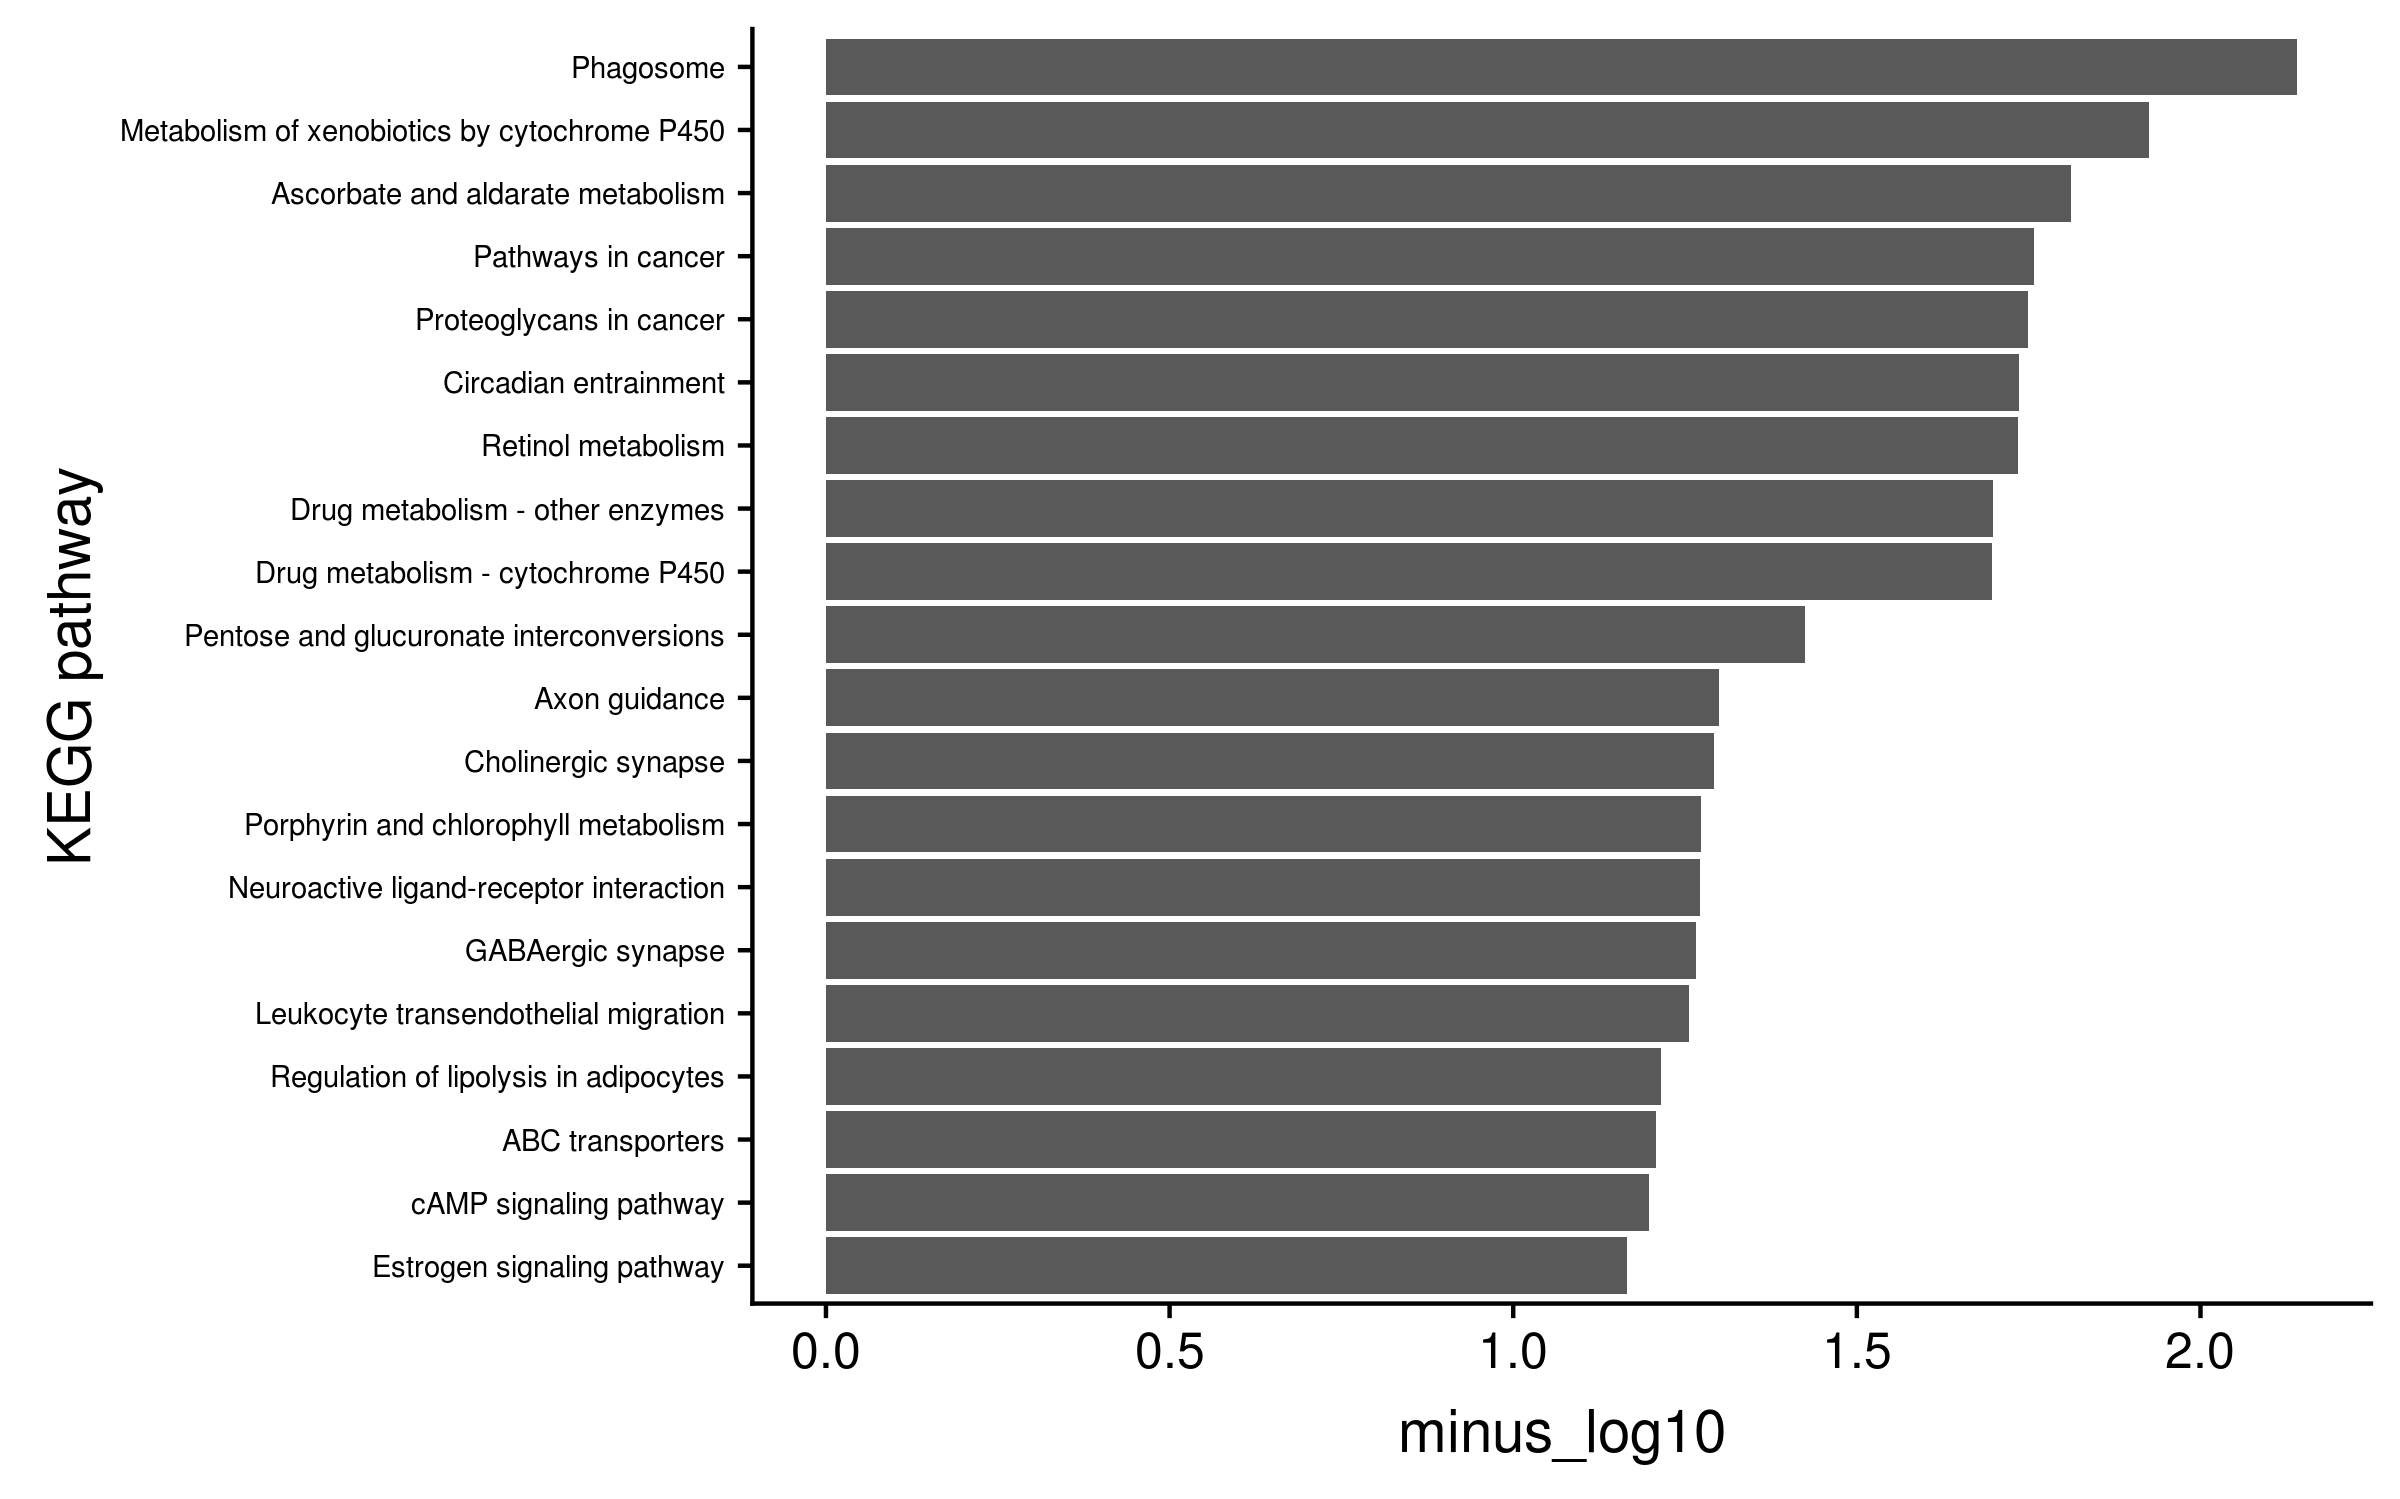 Phagosome
Metabolism of xenobiotics by cytochrome P450
Ascorbate and aldarate metabolism
Pathways in cancer
Proteoglycans in cancer
Circadian entrainment
Retinol metabolism
Drug metabolism - other enzymes
Drug metabolism - cytochrome P450
Pentose and glucuronate interconversions
Axon guidance
Cholinergic synapse
Porphyrin and chlorophyll metabolism
Neuroactive ligand-receptor interaction
GABAergic synapse
Leukocyte transendothelial migration
Regulation of lipolysis in adipocytes
ABC transporters
cAMP signaling pathway
Estrogen signaling pathway
KEGG pathway
0.0 0.5 1.0 1.5 2.0
minus_log10